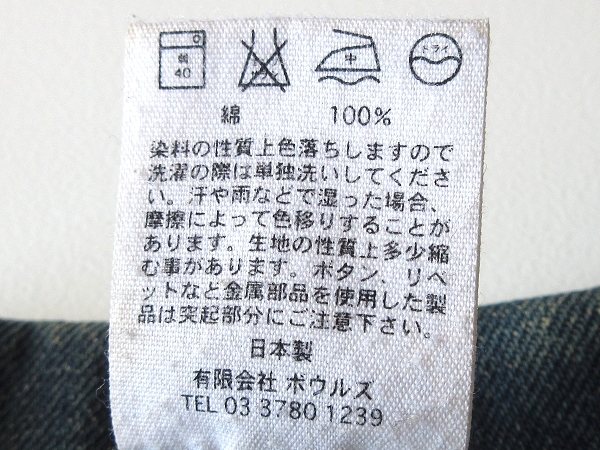 弱 40 中 ドライ
綿 100%
染料の性質上色落ちしますので
洗濯の際は単独洗いしてくださ
い。汗や雨などで湿った場合、
摩擦によって色移りすることが
あります。生地の性質上多少縮
む事があります。ボタン、リベ
ットなど金属部品を使用した製
品は突起部分にご注意下さい。
日本製
有限会社 ボウルズ
TEL 03 3780 1239